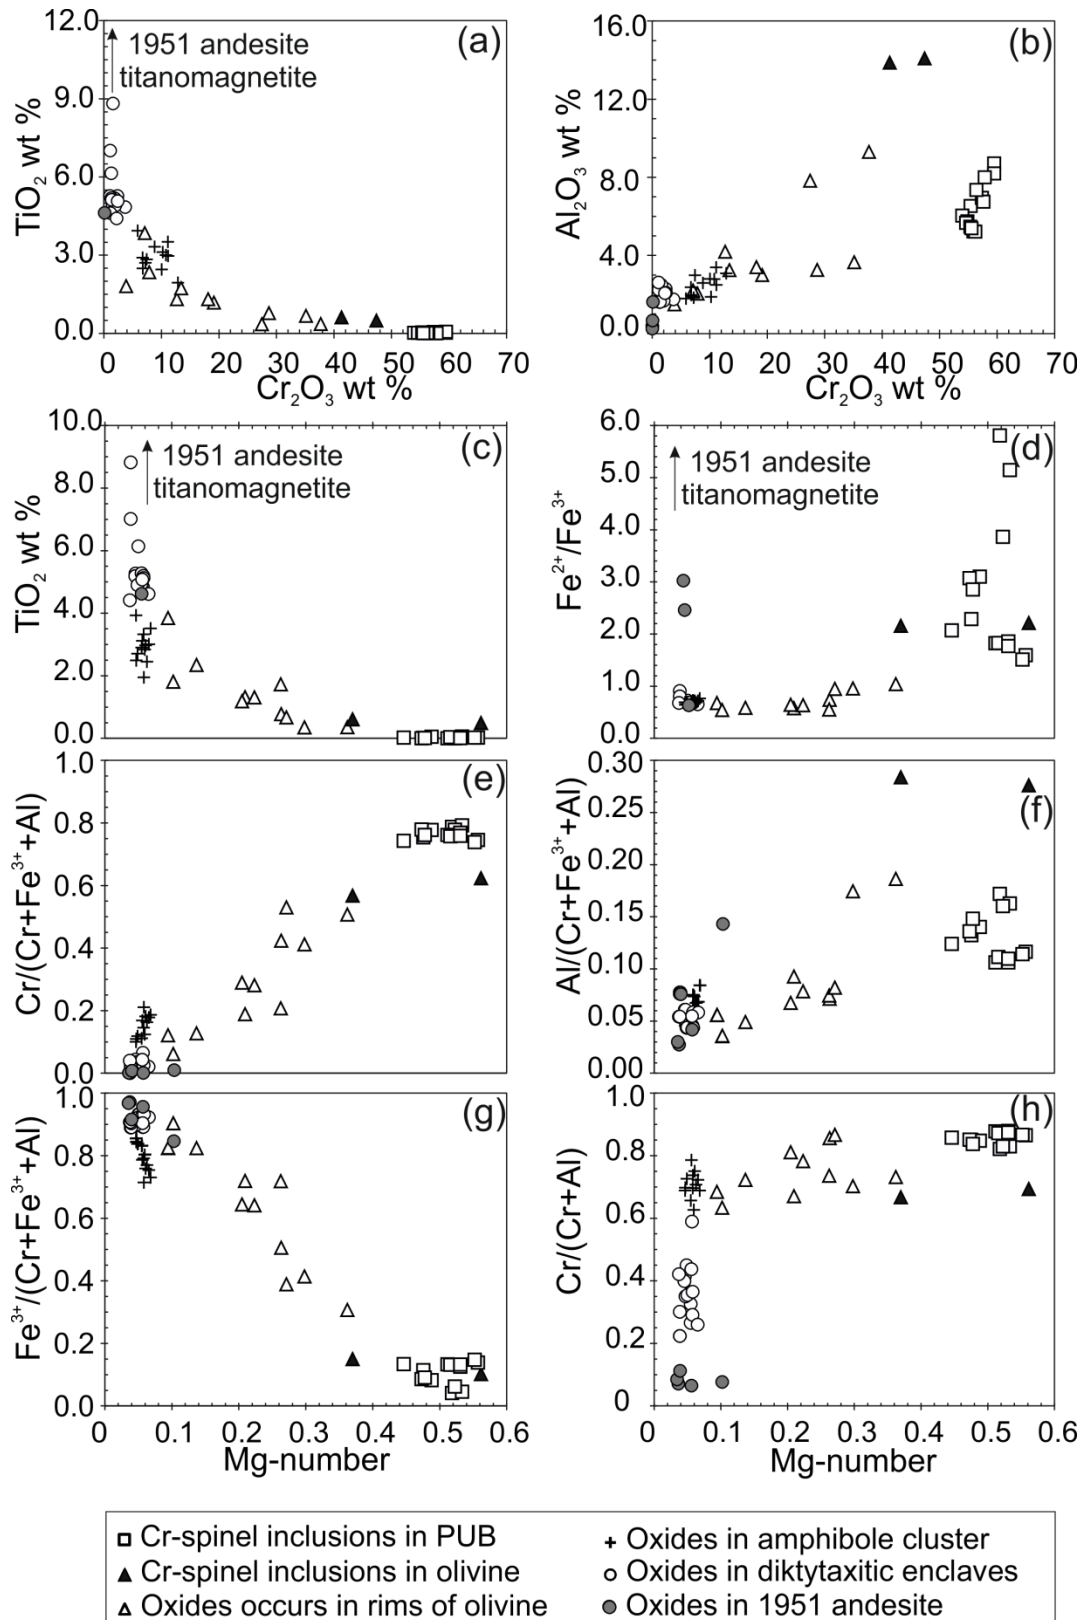 12.0
9.0
6.0
3.0
0.0
TiO2 wt %
1951 andesite
titanomagnetite
(a)
0 10 20 30 40 50 60 70
Cr2O3 wt %
16.0
12.0
8.0
4.0
0.0
Al2O3 wt %
(b)
0 10 20 30 40 50 60 70
Cr2O3 wt %
10.0
8.0
6.0
4.0
2.0
0.0
TiO2 wt %
1951 andesite
titanomagnetite
(c)
6.0
5.0
4.0
3.0
2.0
1.0
0.0
Fe2+/Fe3+
1951 andesite
titanomagnetite
(d)
1.0
0.8
0.6
0.4
0.2
0.0
Cr/(Cr+Fe3++Al)
(e)
0.30
0.25
0.20
0.15
0.10
0.05
0.00
Al/(Cr+Fe3++Al)
(f)
1.0
0.8
0.6
0.4
0.2
0.0
Fe3+/(Cr+Fe3++Al)
(g)
0 0.1 0.2 0.3 0.4 0.5 0.6
Mg-number
1.0
0.8
0.6
0.4
0.2
0
Cr/(Cr+Al)
(h)
0 0.1 0.2 0.3 0.4 0.5 0.6
Mg-number
Cr-spinel inclusions in PUB
Cr-spinel inclusions in olivine
Oxides occurs in rims of olivine
Oxides in amphibole cluster
Oxides in diktytaxitic enclaves
Oxides in 1951 andesite